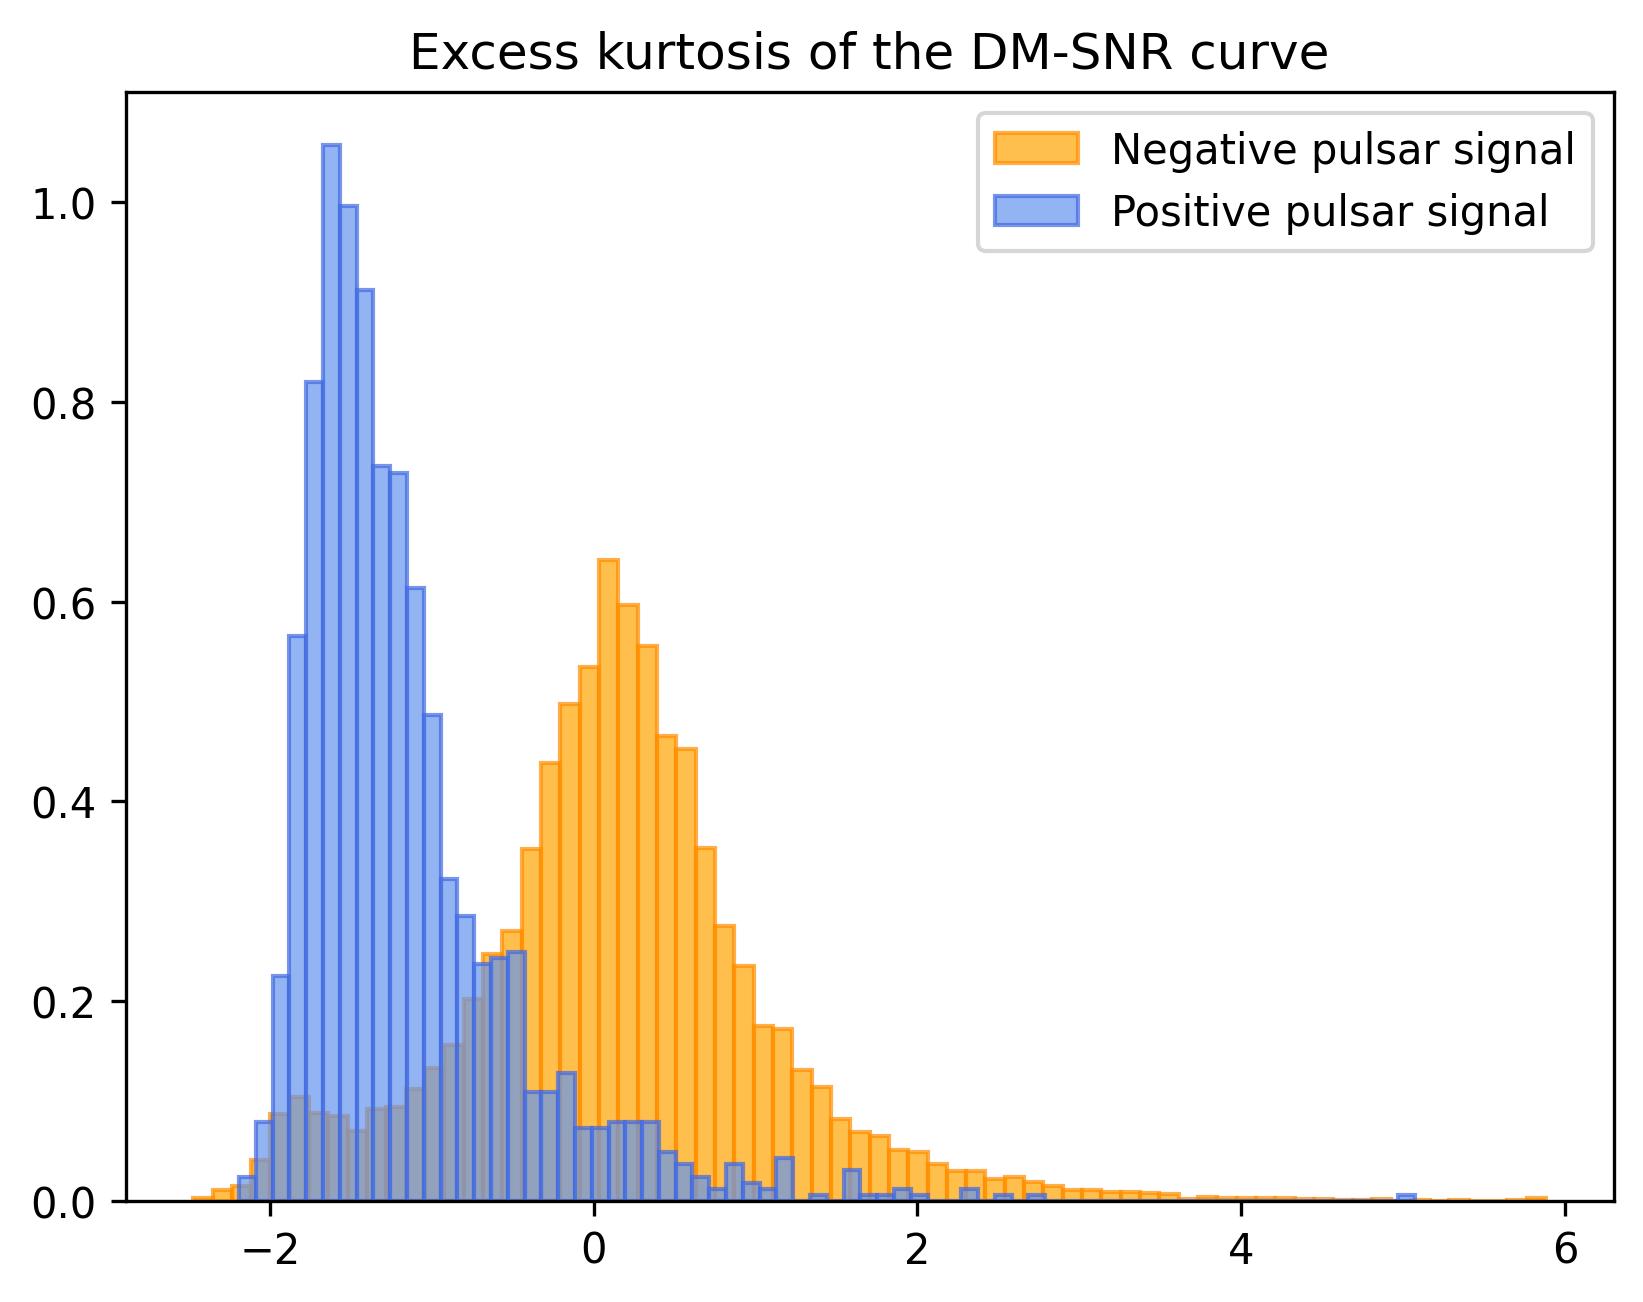 Excess kurtosis of the DM-SNR curve
Negative pulsar signal
Positive pulsar signal
1.0
0.8
0.6
0.4
0.2
0.0
−2 0 2 4 6